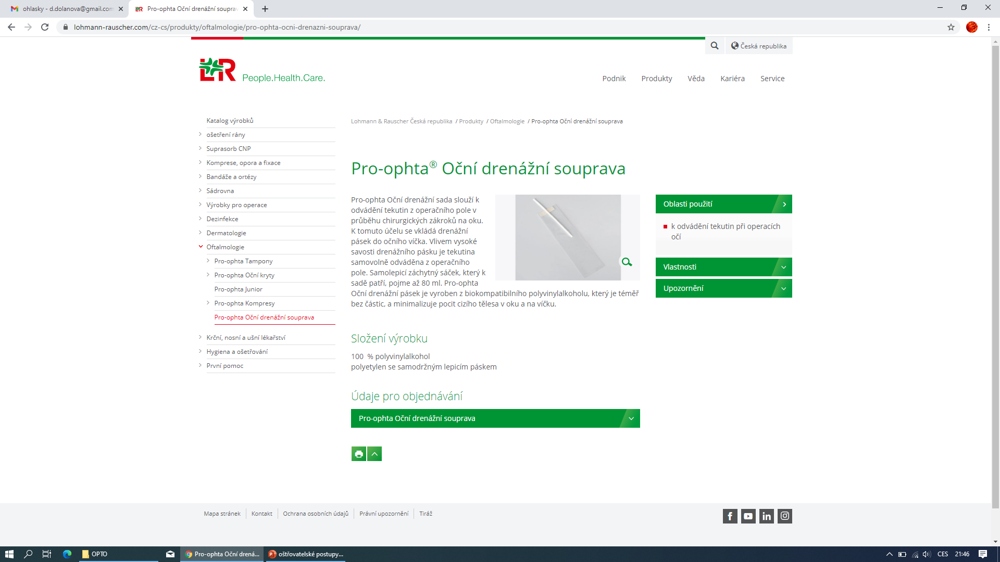 ohlasky - d.dolanova@gmail.com
Pro-ophta Oční drenážní souprava
lohmann-rauscher.com/cz-cs/produkty/oftalmologie/pro-ophta-ocni-drenazni-souprava/
Česká republika
L&R People.Health.Care.
Podnik Produkty Věda Kariéra Service
Katalog výrobků
ošetření rány
Suprasorb CNP
Komprese, opora a fixace
Bandáže a ortézy
Sádrovna
Výrobky pro operace
Dezinfekce
Dermatologie
Oftalmologie
Pro-ophta Tampony
Pro-ophta Oční kryty
Pro-ophta Junior
Pro-ophta Kompresy
Pro-ophta Oční drenážní souprava
Krční, nosní a ušní lékařství
Hygiena a ošetřování
První pomoc
Lohmann & Rauscher Česká republika / Produkty / Oftalmologie / Pro-ophta Oční drenážní souprava
Pro-ophta® Oční drenážní souprava
Pro-ophta Oční drenážní sada slouží k
odvádění tekutin z operačního pole v
průběhu chirurgických zákroků na oku.
K tomuto účelu se vkládá drenážní
pásek do očního víčka. Vlivem vysoké
savosti drenážního pásku je tekutina
samovolně odváděna z operačního
pole. Samolepicí záchytný sáček, který k
sadě patří, pojme až 80 ml. Pro-ophta
Oční drenážní pásek je vyroben z biokompatibilního polyvinylalkoholu, který je téměř
bez částic, a minimalizuje pocit cizího tělesa v oku a na víčku.
Složení výrobku
100 % polyvinylalkohol
polyetylen se samodržným lepicím páskem
Údaje pro objednávání
Pro-ophta Oční drenážní souprava
Oblasti použití
k odvádění tekutin při operacích
očí
Vlastnosti
Upozornění
Mapa stránek Kontakt Ochrana osobních údajů Právní upozornění Tiráž
OPTO
Pro-ophta Oční drená...
oštřovatelské postupy...
CES 21:46